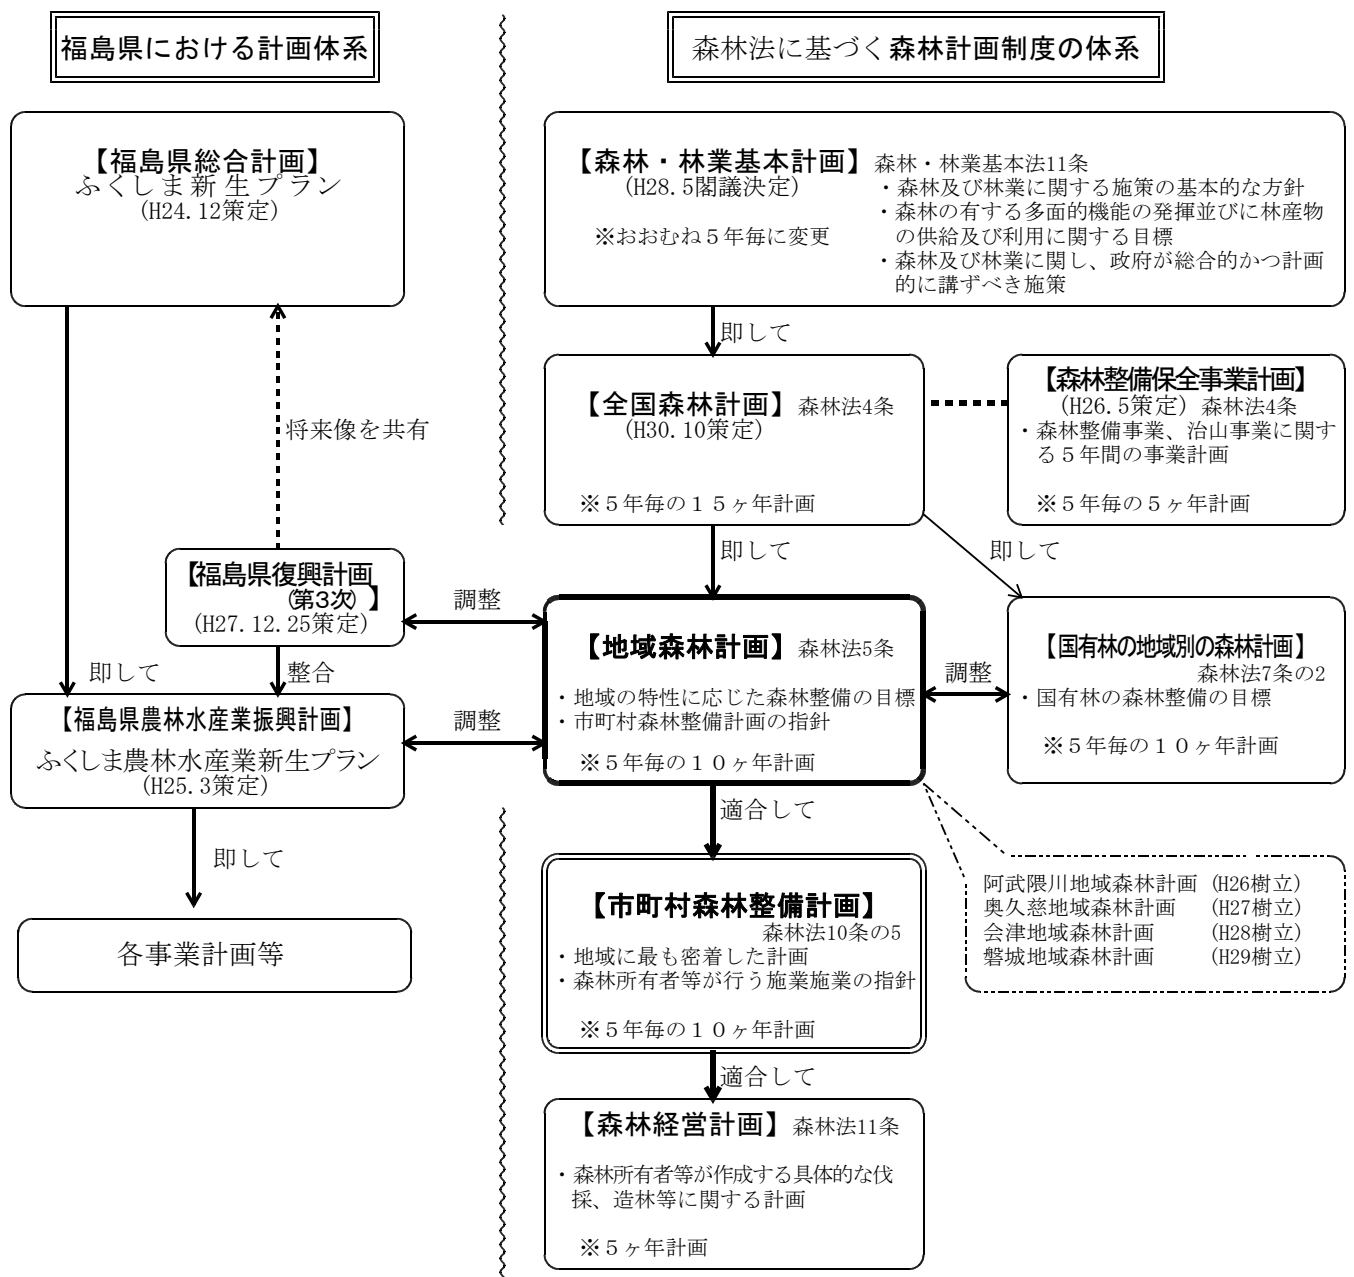 福島県における計画体系
【福島県総合計画】
ふくしま新生プラン
(H24.12策定)
将来像を共有
【福島県復興計画
(第3次) 】
(H27.12.25策定)
即して
整合
【福島県農林水産業振興計画】
ふくしま農林水産業新生プラン
(H25.3策定)
即して
各事業計画等
調整
調整
森林法に基づく森林計画制度の体系
【森林・林業基本計画】 森林・林業基本法11条
(H28.5閣議決定)
※おおむね５年毎に変更
・森林及び林業に関する施策の基本的な方針
・森林の有する多面的機能の発揮並びに林産物
の供給及び利用に関する目標
・森林及び林業に関し、政府が総合的かつ計画
的に講ずべき施策
即して
【全国森林計画】 森林法4条
(H30.10策定)
※５年毎の１５ヶ年計画
【森林整備保全事業計画】
(H26.5策定) 森林法4条
・森林整備事業、治山事業に関す
る５年間の事業計画
※５年毎の５ヶ年計画
即して
即して
【地域森林計画】 森林法5条
・地域の特性に応じた森林整備の目標
・市町村森林整備計画の指針
※５年毎の１０ヶ年計画
調整
【国有林の地域別の森林計画】
森林法7条の2
・国有林の森林整備の目標
※５年毎の１０ヶ年計画
適合して
阿武隈川地域森林計画 (H26樹立)
奥久慈地域森林計画 (H27樹立)
会津地域森林計画 (H28樹立)
磐城地域森林計画 (H29樹立)
【市町村森林整備計画】
森林法10条の5
・地域に最も密着した計画
・森林所有者等が行う施業施業の指針
※５年毎の１０ヶ年計画
適合して
【森林経営計画】 森林法11条
・森林所有者等が作成する具体的な伐
採、造林等に関する計画
※５ヶ年計画